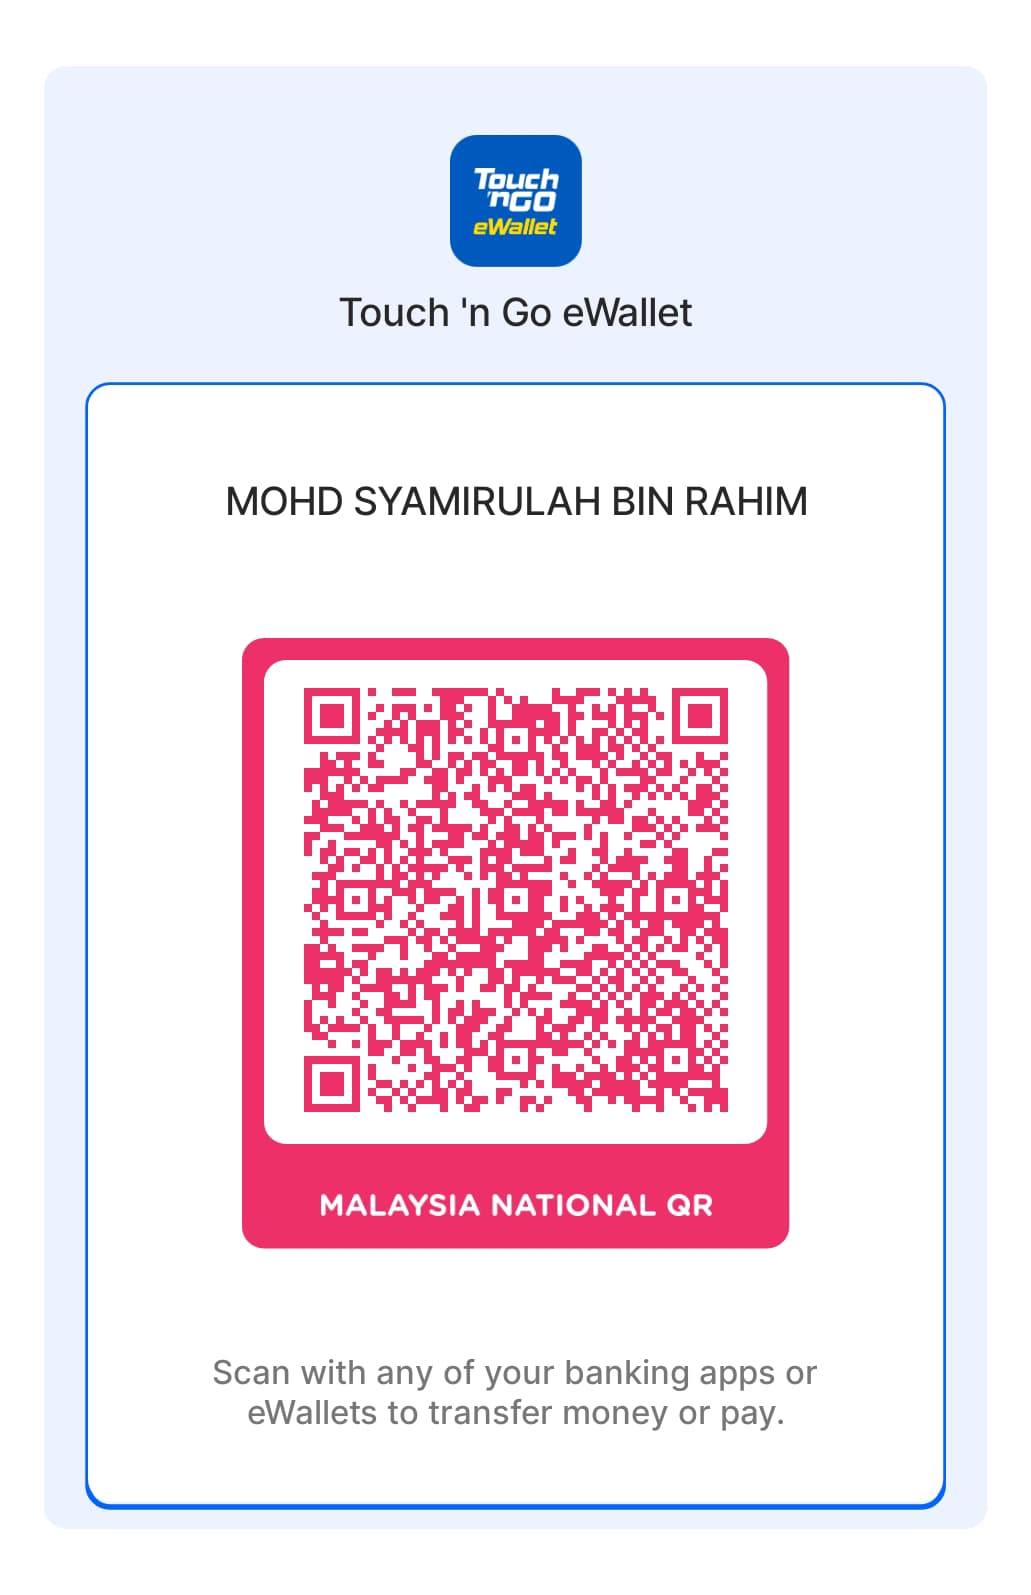 Touch
'nGO
eWallet
Touch 'n Go eWallet
MOHD SYAMIRULAH BIN RAHIM
MALAYSIA NATIONAL QR
Scan with any of your banking apps or
eWallets to transfer money or pay.